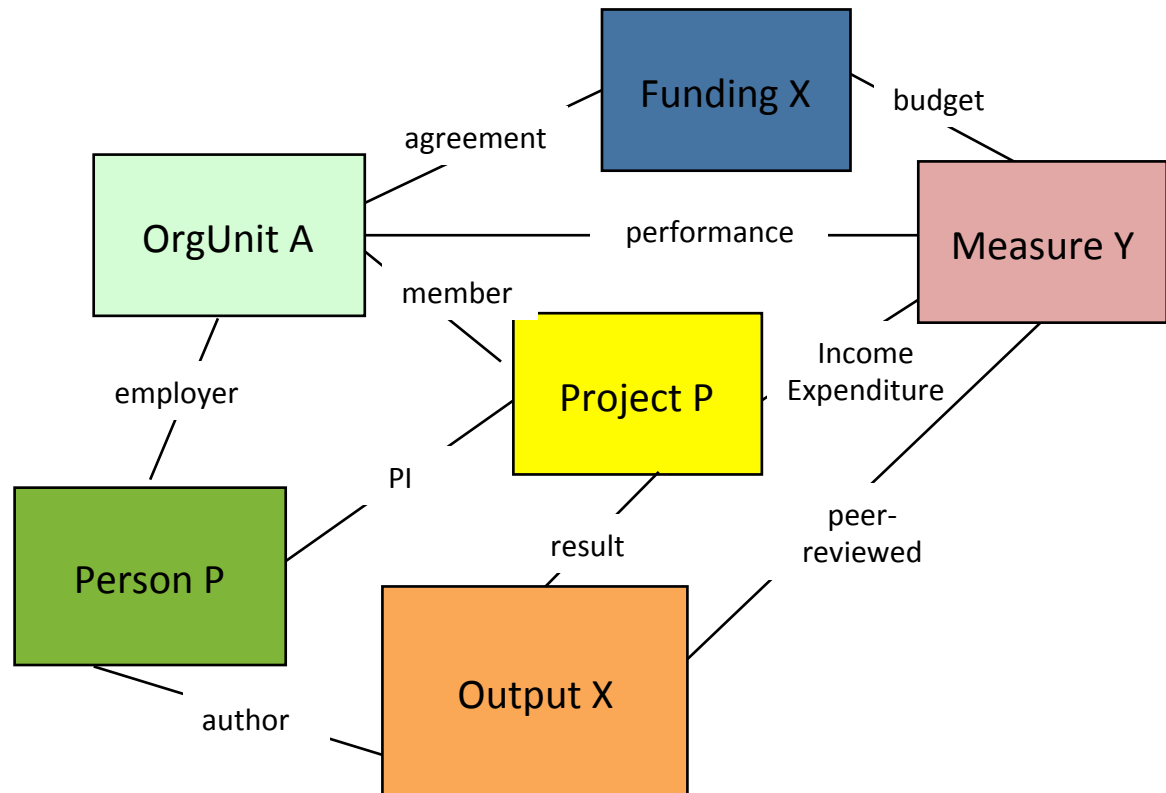 Funding X
budget
agreement
OrgUnit A
performance
Measure Y
member
Income
Expenditure
employer
Project P
PI
peer-
reviewed
result
Person P
Output X
author